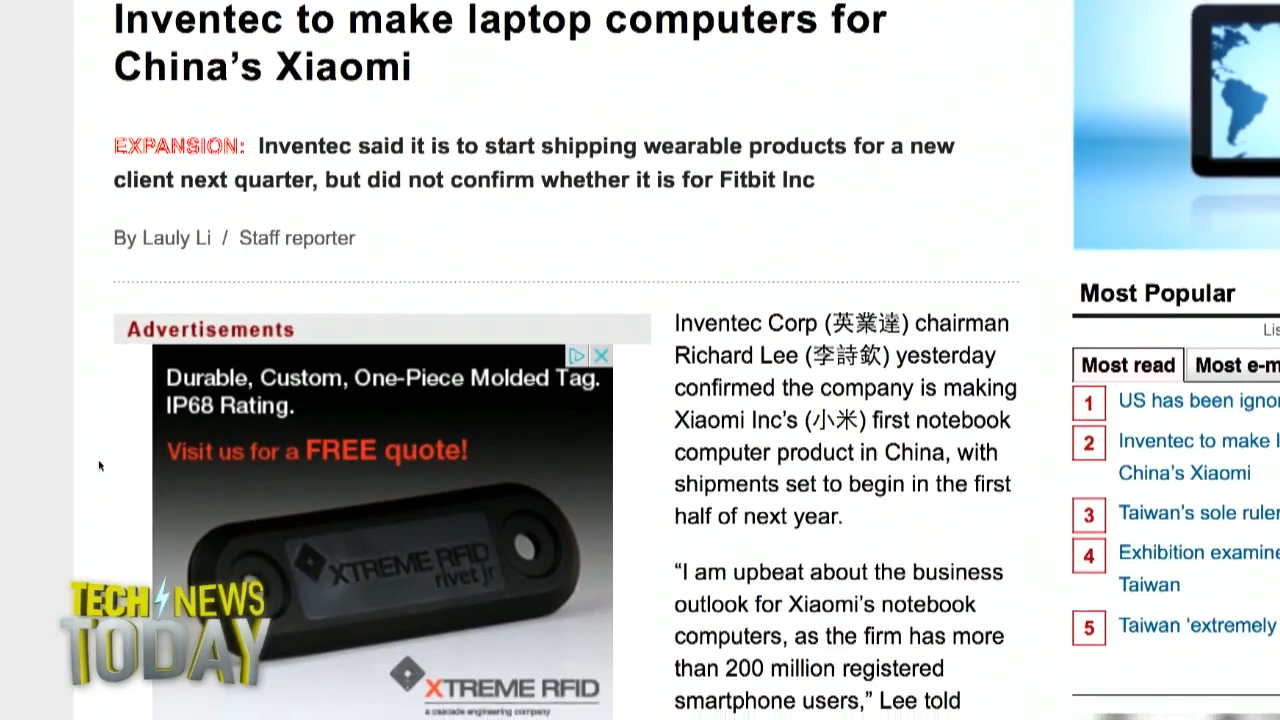 Inventec to make laptop computers for
China’s Xiaomi
EXPANSION: Inventec said it is to start shipping wearable products for a new
client next quarter, but did not confirm whether it is for Fitbit Inc
By Lauly Li / Staff reporter
Advertisements
Durable, Custom, One-Piece Molded Tag.
IP68 Rating.
Visit us for a FREE quote!
XTREME RFID
rivet jr
XTREME RFID
a cascade engineering company
Inventec Corp (英業達) chairman
Richard Lee (李詩欽) yesterday
confirmed the company is making
Xiaomi Inc’s (小米) first notebook
computer product in China, with
shipments set to begin in the first
half of next year.
“I am upbeat about the business
outlook for Xiaomi’s notebook
computers, as the firm has more
than 200 million registered
smartphone users,” Lee told
Most Popular
Most read
Most e-m
1 US has been
2 Inventec to make
China’s Xiaomi
3 Taiwan’s sole
4 Exhibition
Taiwan
5 Taiwan ‘extremely
TECH NEWS
TODAY